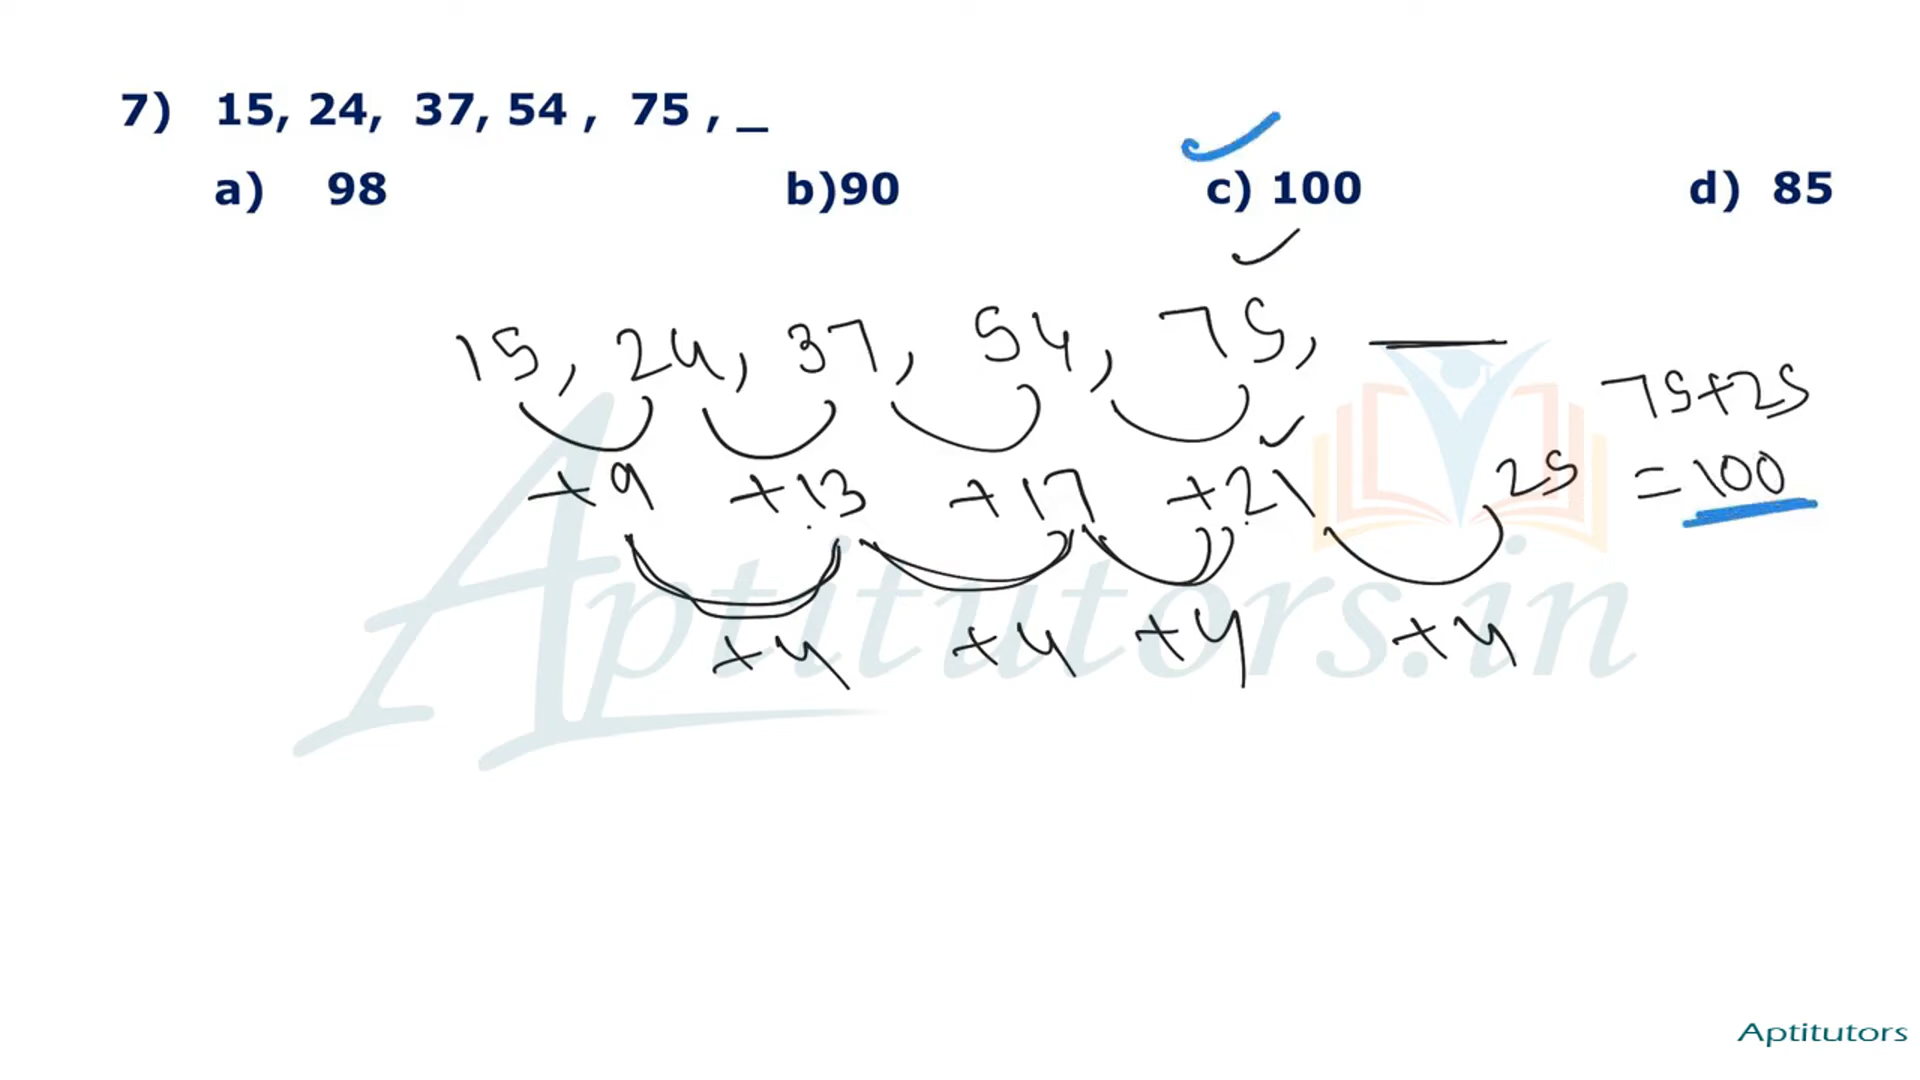 7) 15, 24, 37, 54 , 75 , _
a) 98 b)90 c) 100 d) 85
15, 24, 37, 54, 75, __
75+25
+9 +13 +17 +21 25 = 100
+4 +4 +4 +4
Aptitutors.in
Aptitutors